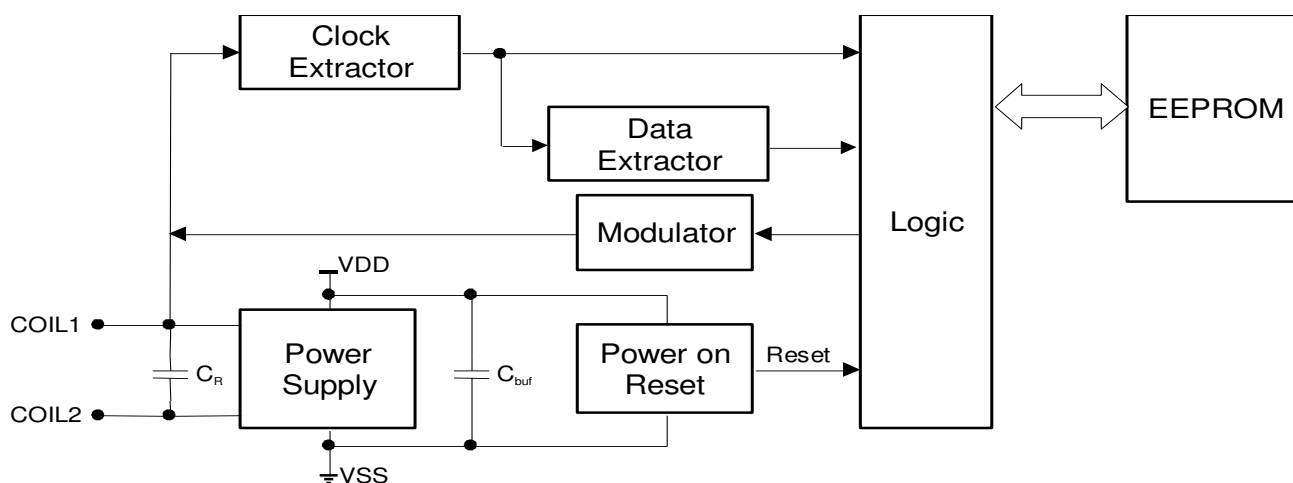 Clock
Extractor
Data
Extractor
EEPROM
Modulator
Logic
VDD
COIL1
Power
Supply
Power on
Reset
Reset
CR
Cbuf
COIL2
VSS